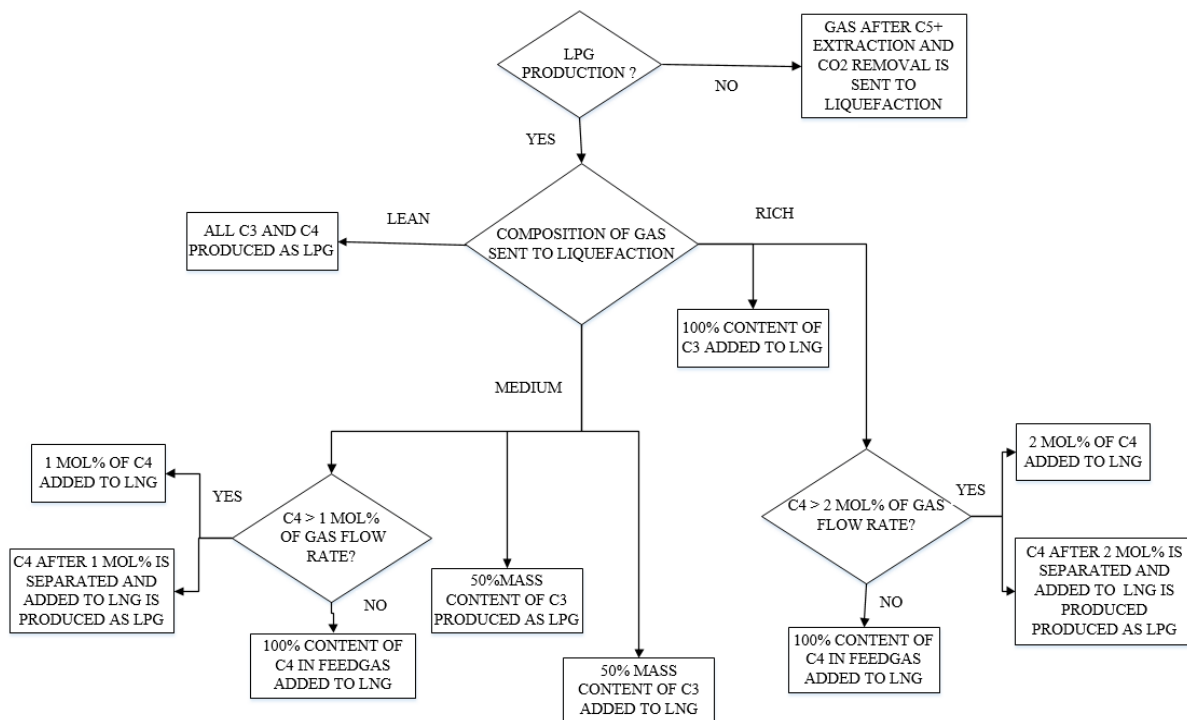 LPG
PRODUCTION ?
NO
GAS AFTER C5+
EXTRACTION AND
CO2 REMOVAL IS
SENT TO
LIQUEFACTION
YES
COMPOSITION OF GAS
SENT TO LIQUEFACTION
LEAN
ALL C3 AND C4
PRODUCED AS LPG
RICH
100% CONTENT OF
C3 ADDED TO LNG
MEDIUM
1 MOL% OF C4
ADDED TO LNG
YES
C4 > 1 MOL%
OF GAS FLOW
RATE?
C4 AFTER 1 MOL% IS
SEPARATED AND
ADDED TO LNG IS
PRODUCED AS LPG
NO
100% CONTENT OF
C4 IN FEEDGAS
ADDED TO LNG
50%MASS
CONTENT OF C3
PRODUCED AS LPG
50% MASS
CONTENT OF C3
ADDED TO LNG
C4 > 2 MOL% OF GAS
FLOW RATE?
YES
2 MOL% OF C4
ADDED TO LNG
C4 AFTER 2 MOL% IS
SEPARATED AND
ADDED TO LNG IS
PRODUCED
PRODUCED AS LPG
NO
100% CONTENT OF
C4 IN FEEDGAS
ADDED TO LNG